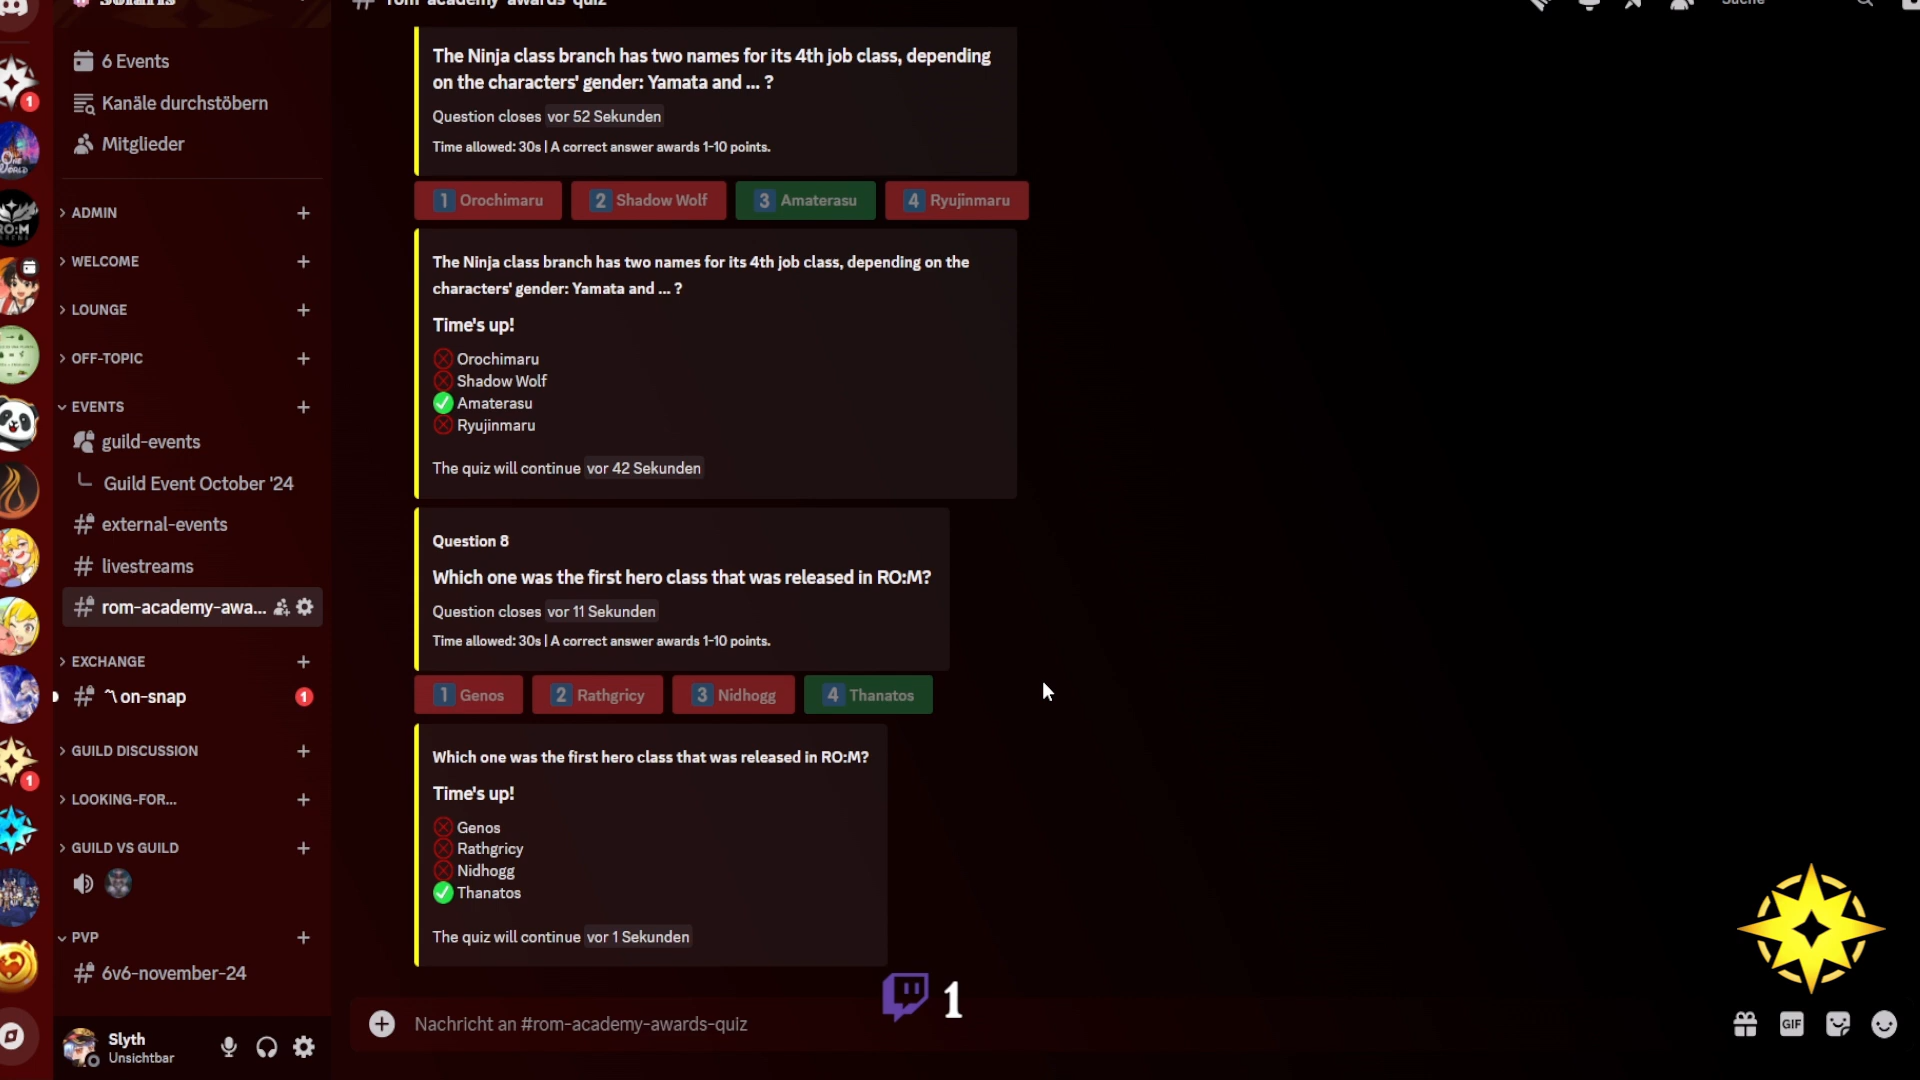 Solaris
6 Events
Kanäle durchstöbern
Mitglieder
ADMIN
WELCOME
LOUNGE
OFF-TOPIC
EVENTS
guild-events
Guild Event October '24
external-events
livestreams
rom-academy-awa...
EXCHANGE
on-snap
1
GUILD DISCUSSION
LOOKING-FOR...
GUILD VS GUILD
PVP
6v6-november-24
Slyth
Unsichtbar
1
1
rom-academy-awards-quiz
Suche
The Ninja class branch has two names for its 4th job class, depending
on the characters' gender: Yamata and ... ?
Question closes vor 52 Sekunden
Time allowed: 30s | A correct answer awards 1-10 points.
1 Orochimaru 2 Shadow Wolf 3 Amaterasu 4 Ryujinmaru
The Ninja class branch has two names for its 4th job class, depending on the
characters' gender: Yamata and ... ?
Time's up!
Orochimaru
Shadow Wolf
Amaterasu
Ryujinmaru
The quiz will continue vor 42 Sekunden
Question 8
Which one was the first hero class that was released in RO:M?
Question closes vor 11 Sekunden
Time allowed: 30s | A correct answer awards 1-10 points.
1 Genos 2 Rathgricy 3 Nidhogg 4 Thanatos
Which one was the first hero class that was released in RO:M?
Time's up!
Genos
Rathgricy
Nidhogg
Thanatos
The quiz will continue vor 1 Sekunden
1
Nachricht an #rom-academy-awards-quiz
GIF